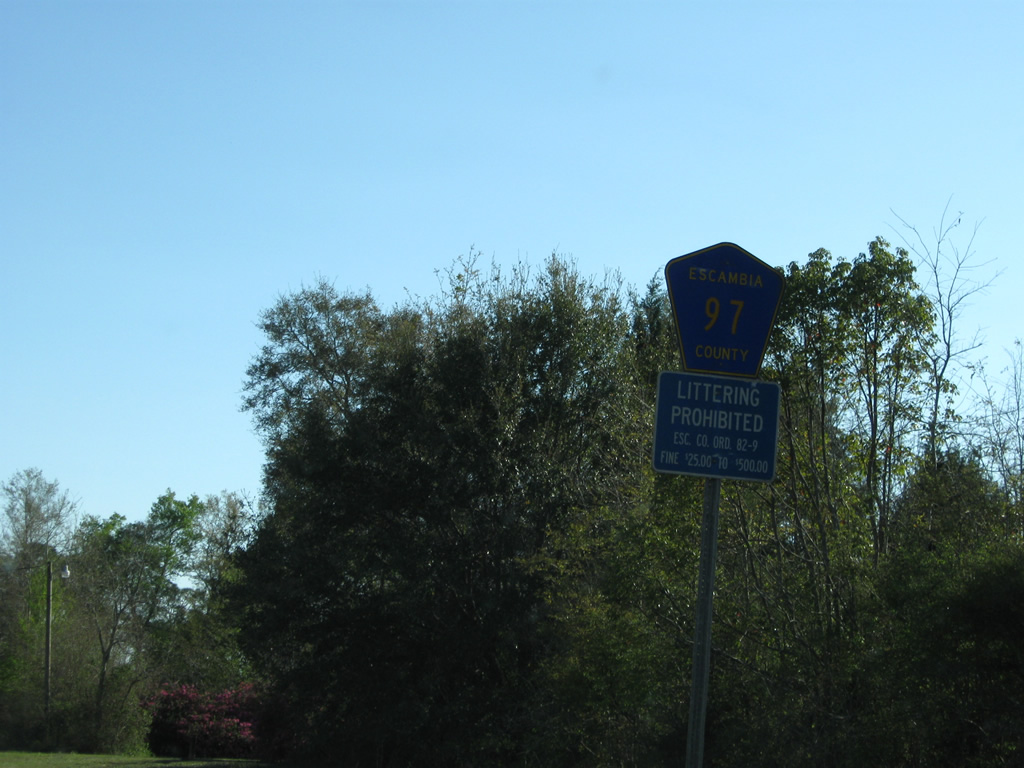 ESCAMBIA
97
COUNTY
LITTERING
PROHIBITED
ESC. CO. ORD. 82-9
FINE $25.00 TO $500.00